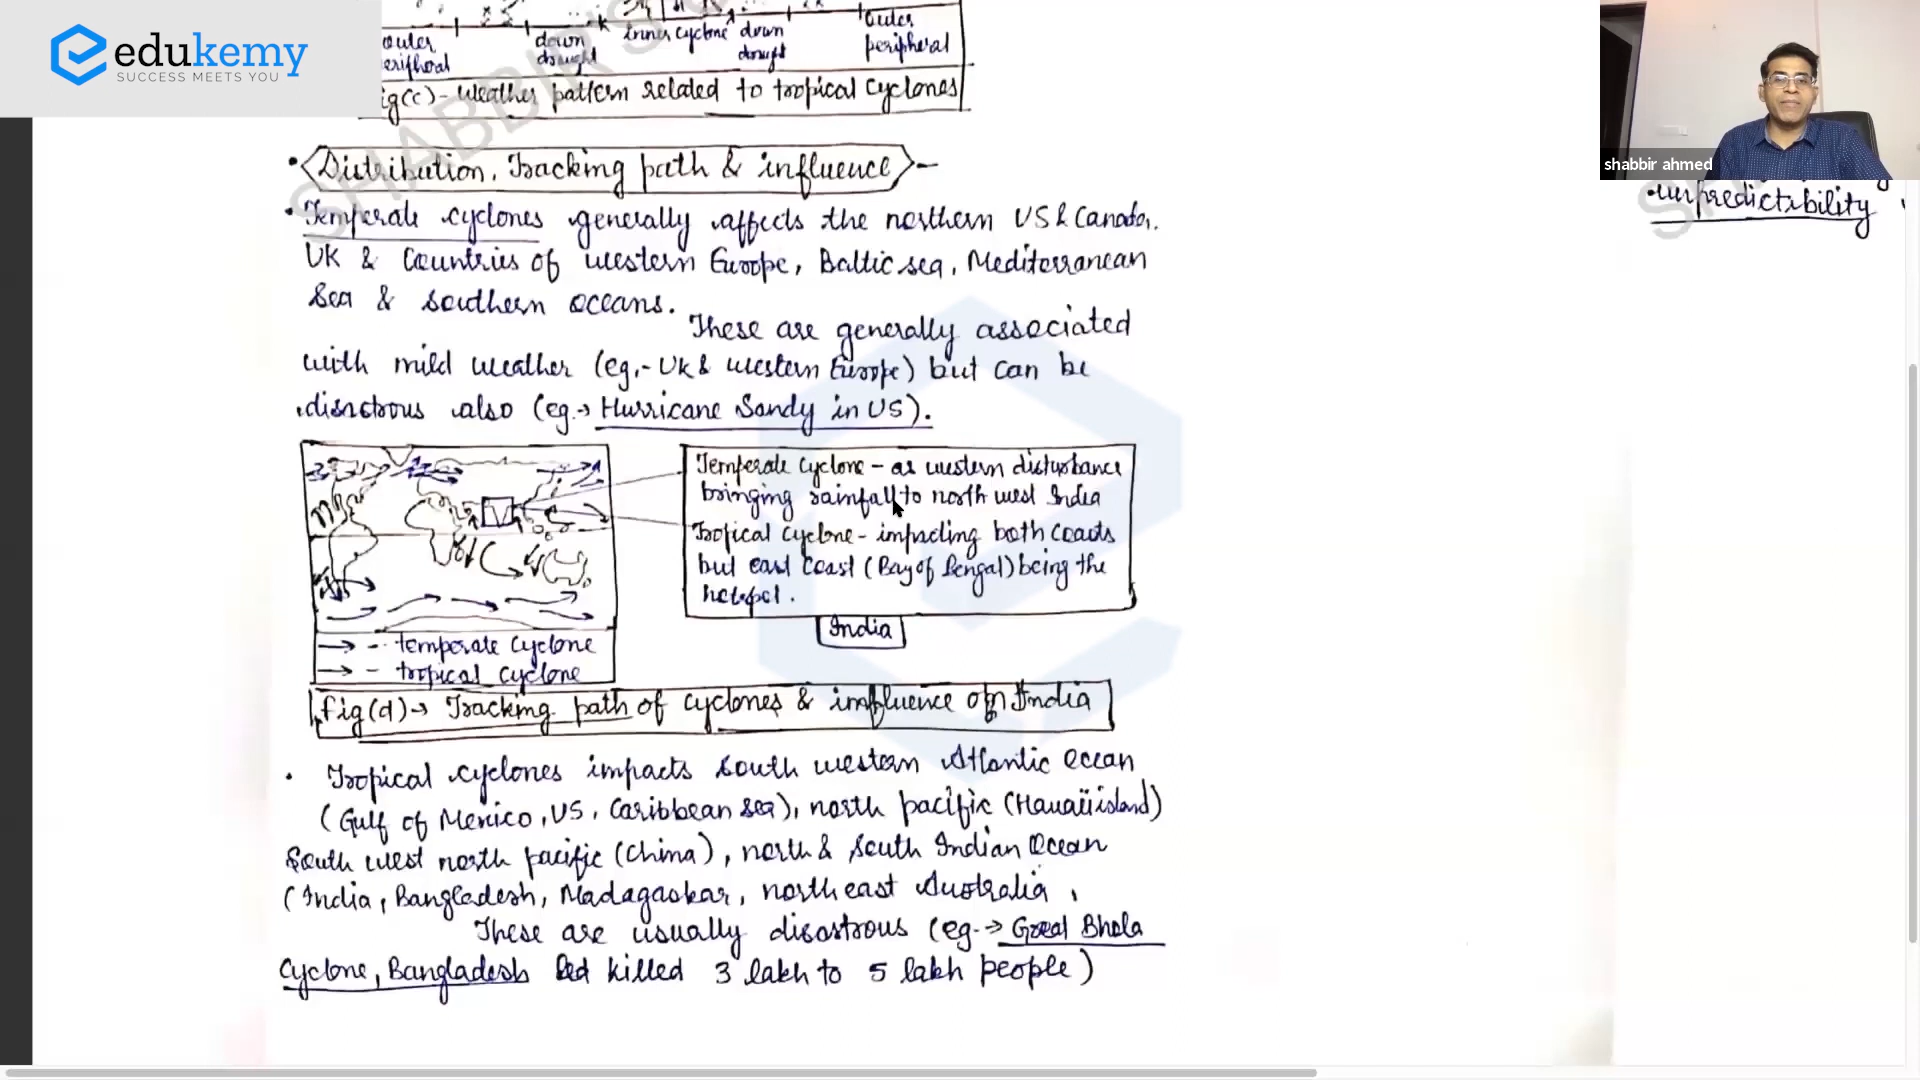 edukemy
SUCCESS MEETS YOU
outer
down
inner cyclone
down
outer
peripheral
draught
draught
peripheral
ig(c)- Weather pattern related to tropical cyclones
shabbir ahmed
• Distribution, Tracking path & influence –
• unpredictibility
• Temperate cyclones generally affects the northern US & Canada,
UK & Countries of western Europe, Baltic sea, Mediterranean
Sea & southern oceans.
These are generally associated
with mild weather (eg.- UK & western Europe) but can be
disastrous also (eg.→ Hurricane Sandy in US).
Temperate Cyclone - as western disturbance
bringing rainfall to north west India
Tropical cyclone - impacting both coasts
but east coast (Bay of Bengal) being the
hotspot.
India
→ - temperate cyclone
→ - tropical cyclone
fig(d)→ Tracking path of cyclones & influence on India
• Tropical cyclones impacts south western Atlantic Ocean
(Gulf of Mexico, US, Caribbean sea), north pacific (Hawaii island)
South west north pacific (China), north & south Indian Ocean
(India, Bangladesh, Madagaskar, north east Australia,
These are usually disastrous (eg.→ Great Bhola
Cyclone, Bangladesh killed 3 lakh to 5 lakh people)